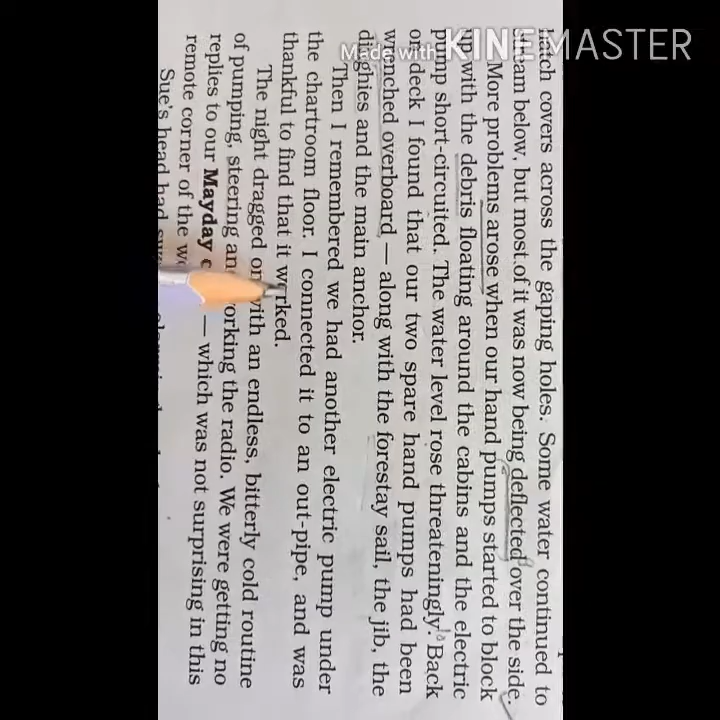 Made with KINEMASTER
hatch covers across the gaping holes. Some water continued to
stream below, but most of it was now being deflected over the side.
More problems arose when our hand pumps started to block
up with the debris floating around the cabins and the electric
pump short-circuited. The water level rose threateningly. Back
on deck I found that our two spare hand pumps had been
wrenched overboard — along with the forestay sail, the jib, the
dinghies and the main anchor.
Then I remembered we had another electric pump under
the chartroom floor. I connected it to an out-pipe, and was
thankful to find that it worked.
The night dragged on with an endless, bitterly cold routine
of pumping, steering and working the radio. We were getting no
replies to our Mayday — which was not surprising in this
remote corner of the
Sue's head had